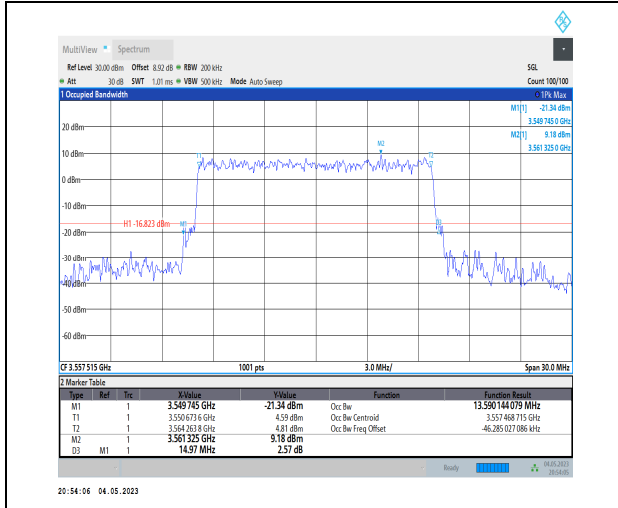 MultiView Spectrum
Ref Level 30.00 dBm Offset 8.92 dB RBW 200 kHz SGL
Att 30 dB SWT 1.01 ms VBW 500 kHz Mode Auto Sweep Count 100/100
1 Occupied Bandwidth 1Pk Max
M1[1] -21.34 dBm
3.549 745 0 GHz
M2[1] 9.18 dBm
3.561 325 0 GHz
20 dBm
M2
10 dBm
T1 T2
0 dBm
-10 dBm
H1 -16.823 dBm M1 D3
-20 dBm
-30 dBm
-40 dBm
-50 dBm
-60 dBm
CF 3.557 515 GHz 1001 pts 3.0 MHz/ Span 30.0 MHz
2 Marker Table
Type Ref Trc X-Value Y-Value Function Function Result
M1 1 3.549 745 GHz -21.34 dBm Occ Bw 13.590 144 079 MHz
T1 1 3.550 673 6 GHz 4.59 dBm Occ Bw Centroid 3.557 468 715 GHz
T2 1 3.564 263 8 GHz 4.81 dBm Occ Bw Freq Offset -46.285 027 086 kHz
M2 1 3.561 325 GHz 9.18 dBm
D3 M1 1 14.97 MHz 2.57 dB
Ready 04.05.2023
20:54:05
20:54:06 04.05.2023